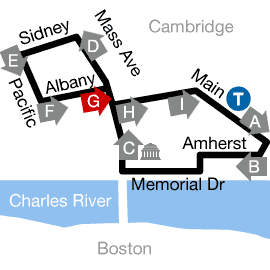 Cambridge
Sidney
Mass Ave
D
E
Albany
Main
Pacific
F
G
H
I
T
A
C
Amherst
B
Memorial Dr
Charles River
Boston